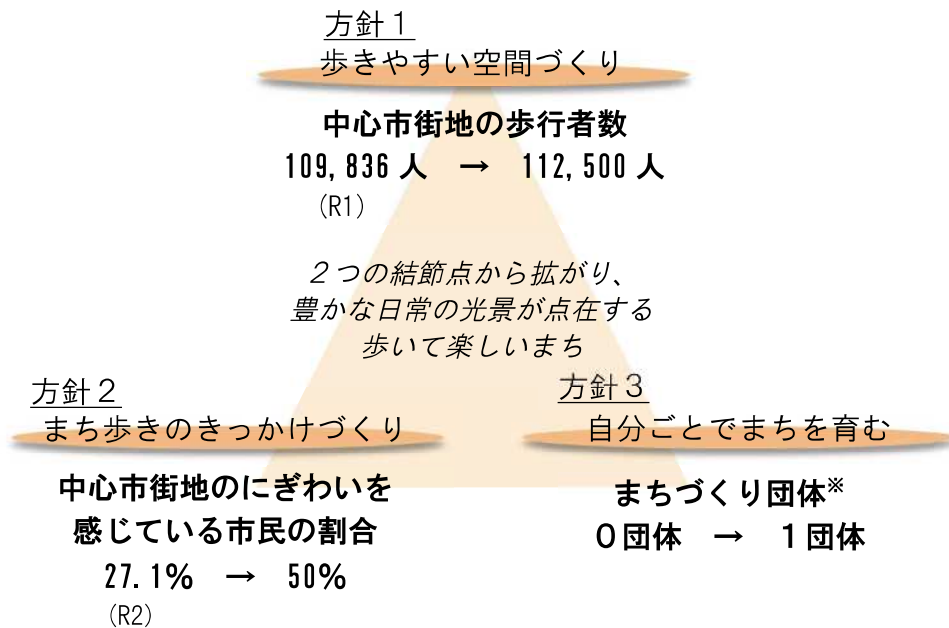 方針１
歩きやすい空間づくり
中心市街地の歩行者数
109,836 人　→　112,500 人
(R1)
２つの結節点から拡がり、
豊かな日常の光景が点在する
歩いて楽しいまち
方針２
まち歩きのきっかけづくり
中心市街地のにぎわいを
感じている市民の割合
27.1%　→　50%
(R2)
方針３
自分ごとでまちを育む
まちづくり団体※
０団体　→　１団体